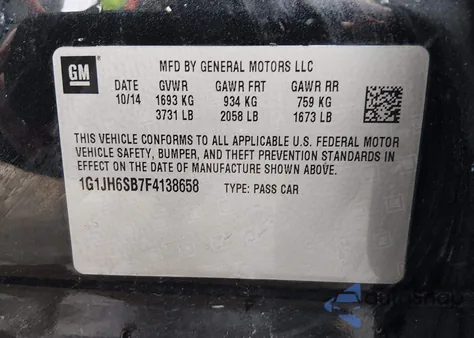 GM
MFD BY GENERAL MOTORS LLC
DATE GVWR GAWR FRT GAWR RR
10/14 1693 KG 934 KG 759 KG
3731 LB 2058 LB 1673 LB
THIS VEHICLE CONFORMS TO ALL APPLICABLE U.S. FEDERAL MOTOR
VEHICLE SAFETY, BUMPER, AND THEFT PREVENTION STANDARDS IN
EFFECT ON THE DATE OF MANUFACTURE SHOWN ABOVE.
1G1JH6SB7F4138658 TYPE: PASS CAR